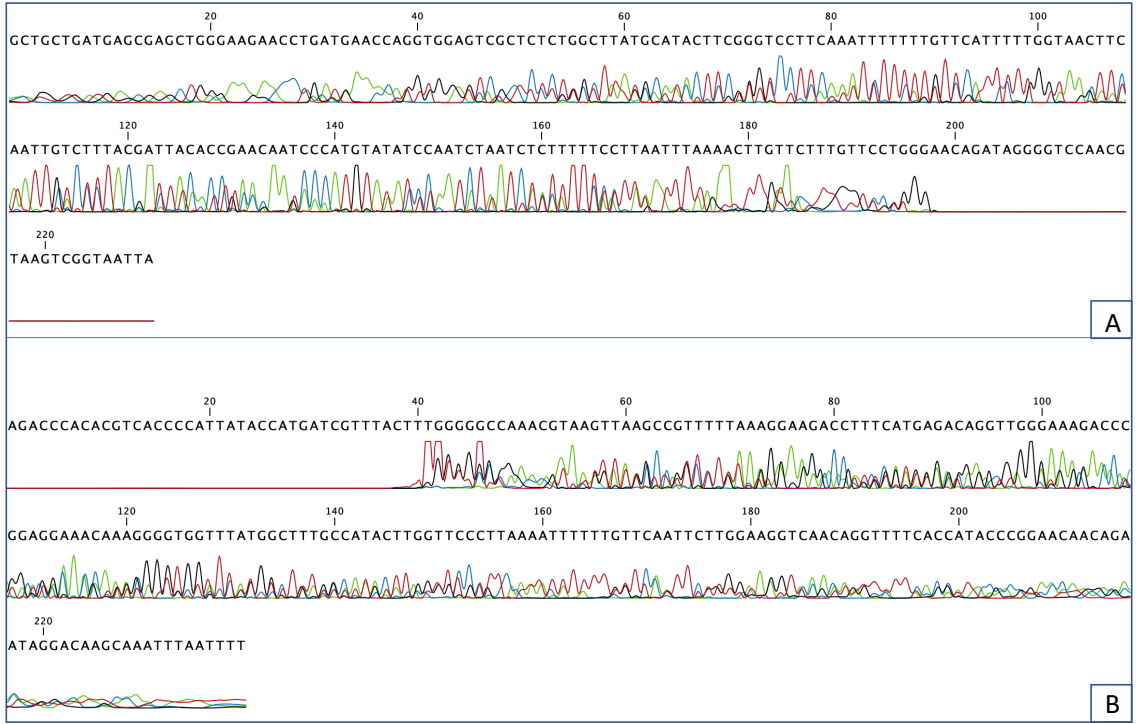 20 40 60 80 100
GCTGCTGATGAGCGAGCTGGGAAGAACCTGATGAACCAGGTGGAGTCGCTCTCTGGCTTATGCATACTTCGGGTCCTTCAAATTTTTTTGTTCATTTTTGGTAACTTC
120 140 160 180 200
AATTGTCTTTACGATTACACCGAACAATCCCATGTATATCCAATCTAATCTCTTTTTCCTTAATTTAAAACTTGTTCTTTGTTCCTGGGAACAGATAGGGGTCCAACG
220
TAAGTCGGTAATTA
A
20 40 60 80 100
AGACCCACACGTCACCCCATTATACCATGATCGTTTACTTTGGGGGCCAAACGTAAGTTAAGCCGTTTTTAAAGGAAGACCTTTCATGAGACAGGTTGGGAAAGACCC
120 140 160 180 200
GGAGGAAACAAAGGGGTGGTTTATGGCTTTGCCATACTTGGTTCCCTTAAAATTTTTTGTTCAATTCTTGGAAGGTCAACAGGTTTTCACCATACCCGGAACAACAGA
220
ATAGGACAAGCAAATTTAATTTT
B